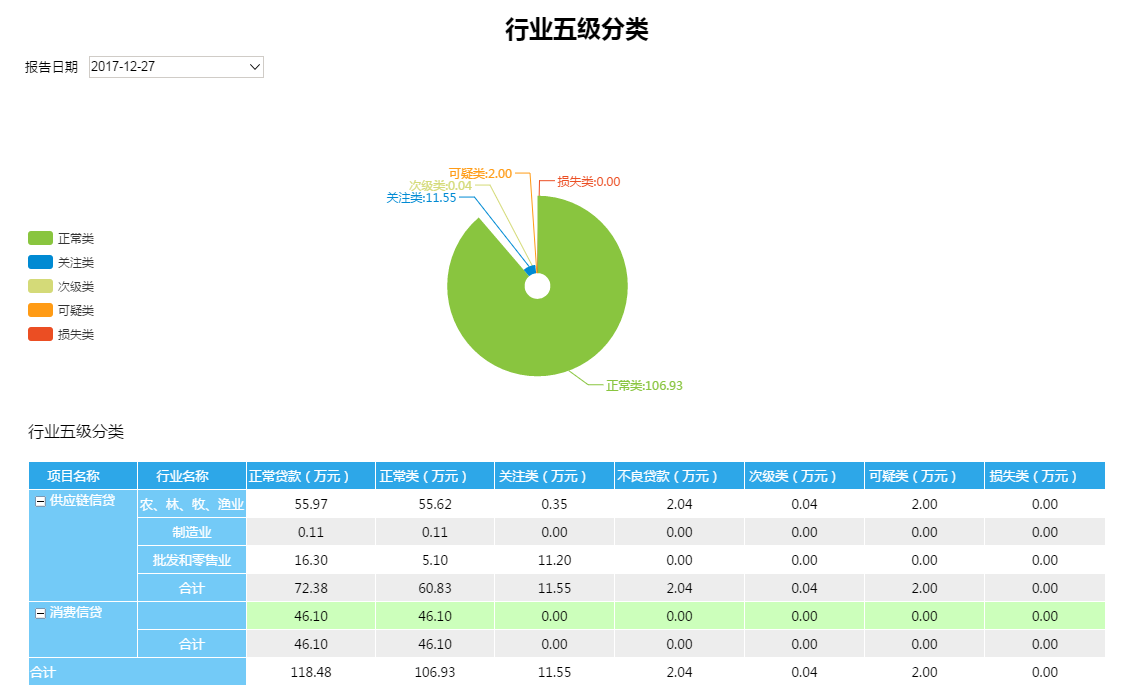 行业五级分类
报告日期 2017-12-27
可疑类:2.00
损失类:0.00
次级类:0.04
关注类:11.55
正常类
关注类
次级类
可疑类
损失类
正常类:106.93
行业五级分类
项目名称 行业名称 正常贷款（万元） 正常类（万元） 关注类（万元） 不良贷款（万元） 次级类（万元） 可疑类（万元） 损失类（万元）
供应链信贷 农、林、牧、渔业 55.97 55.62 0.35 2.04 0.04 2.00 0.00
制造业 0.11 0.11 0.00 0.00 0.00 0.00 0.00
批发和零售业 16.30 5.10 11.20 0.00 0.00 0.00 0.00
合计 72.38 60.83 11.55 2.04 0.04 2.00 0.00
消费信贷 46.10 46.10 0.00 0.00 0.00 0.00 0.00
合计 46.10 46.10 0.00 0.00 0.00 0.00 0.00
合计 118.48 106.93 11.55 2.04 0.04 2.00 0.00